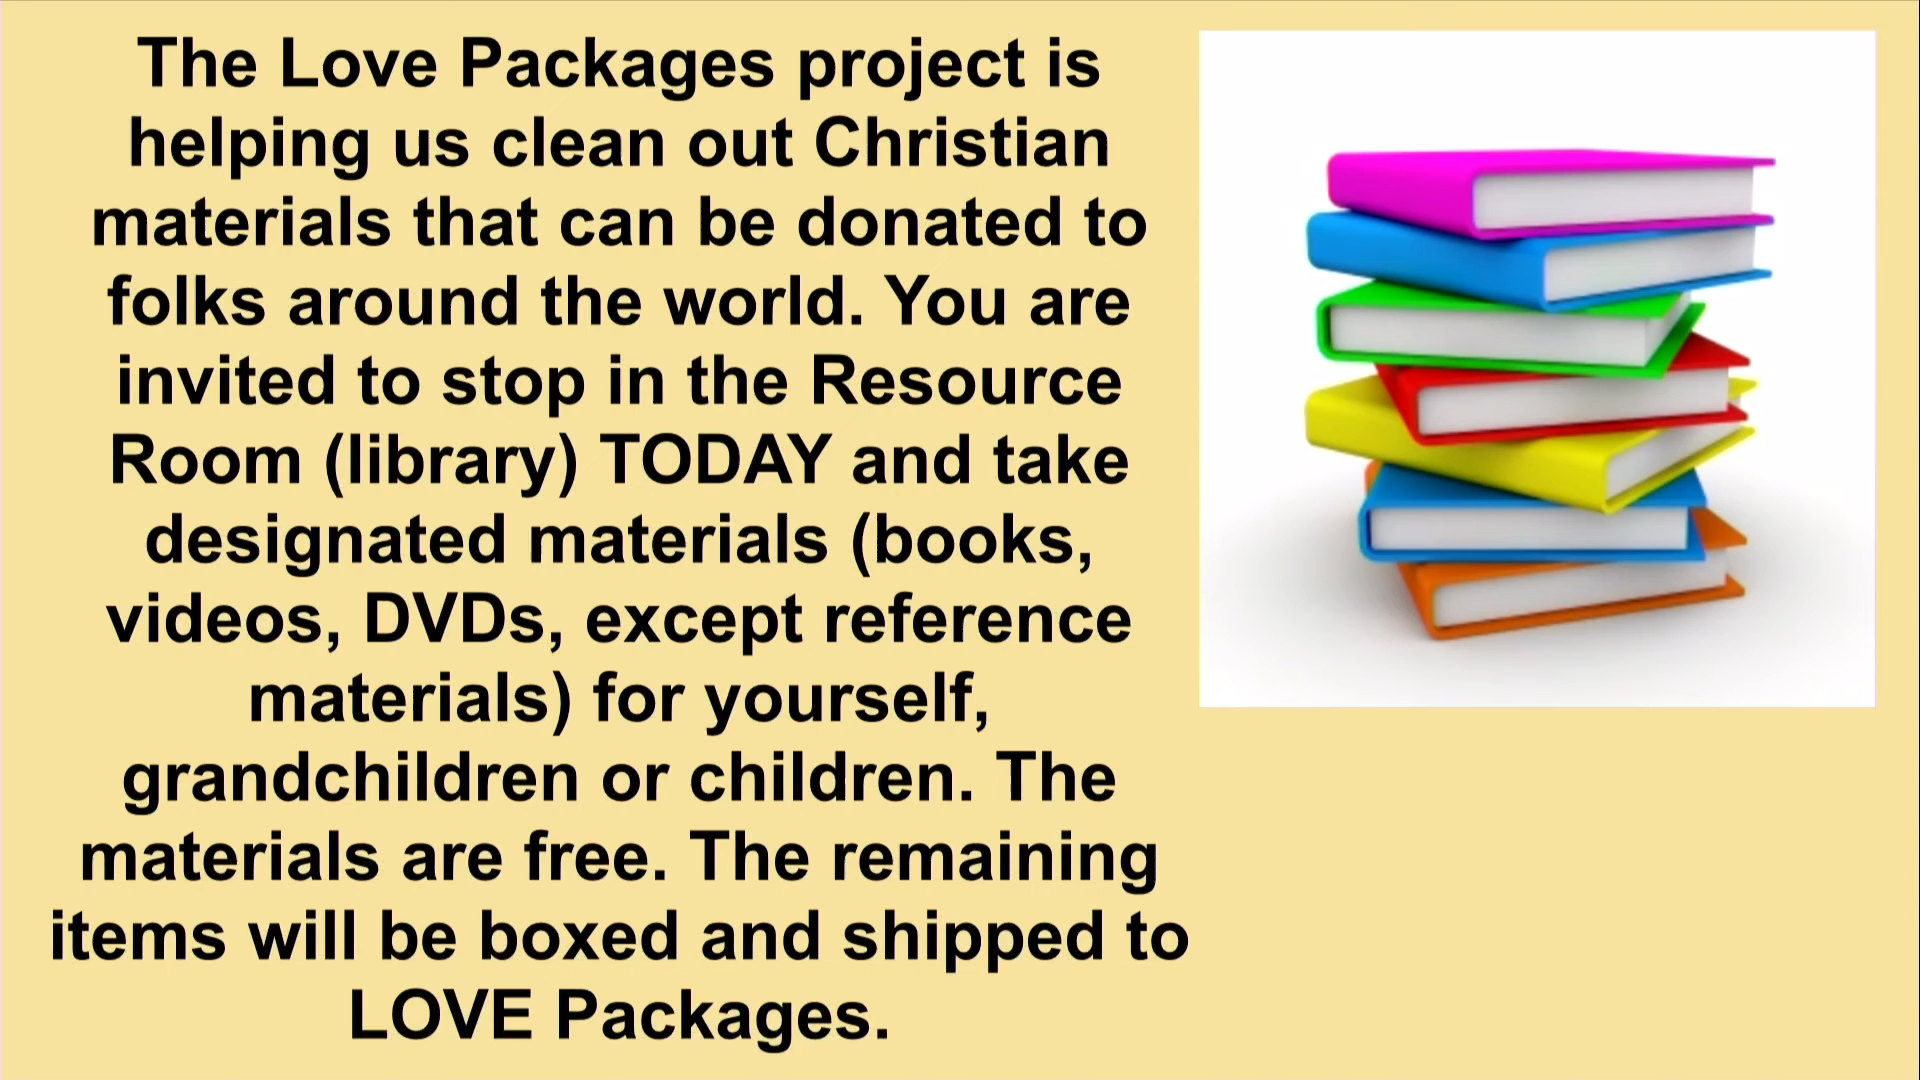 The Love Packages project is
helping us clean out Christian
materials that can be donated to
folks around the world. You are
invited to stop in the Resource
Room (library) TODAY and take
designated materials (books,
videos, DVDs, except reference
materials) for yourself,
grandchildren or children. The
materials are free. The remaining
items will be boxed and shipped to
LOVE Packages.